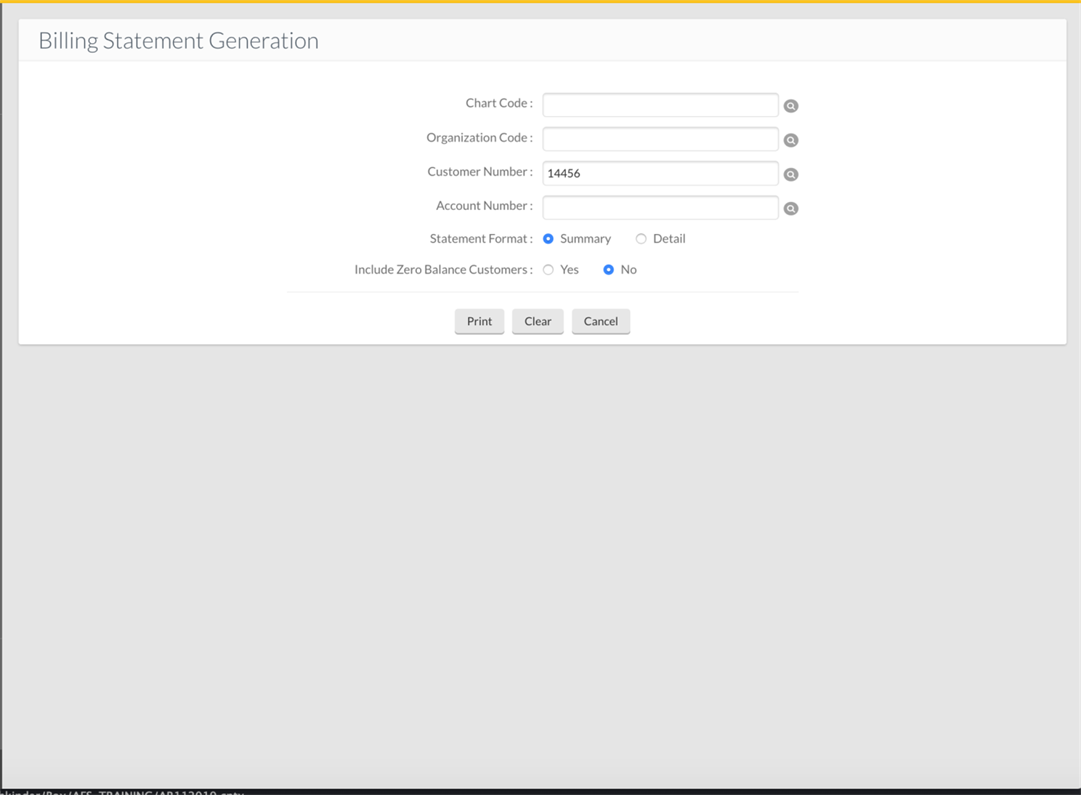 Billing Statement Generation
Chart Code :
Organization Code :
Customer Number : 14456
Account Number :
Statement Format : Summary Detail
Include Zero Balance Customers : Yes No
Print Clear Cancel